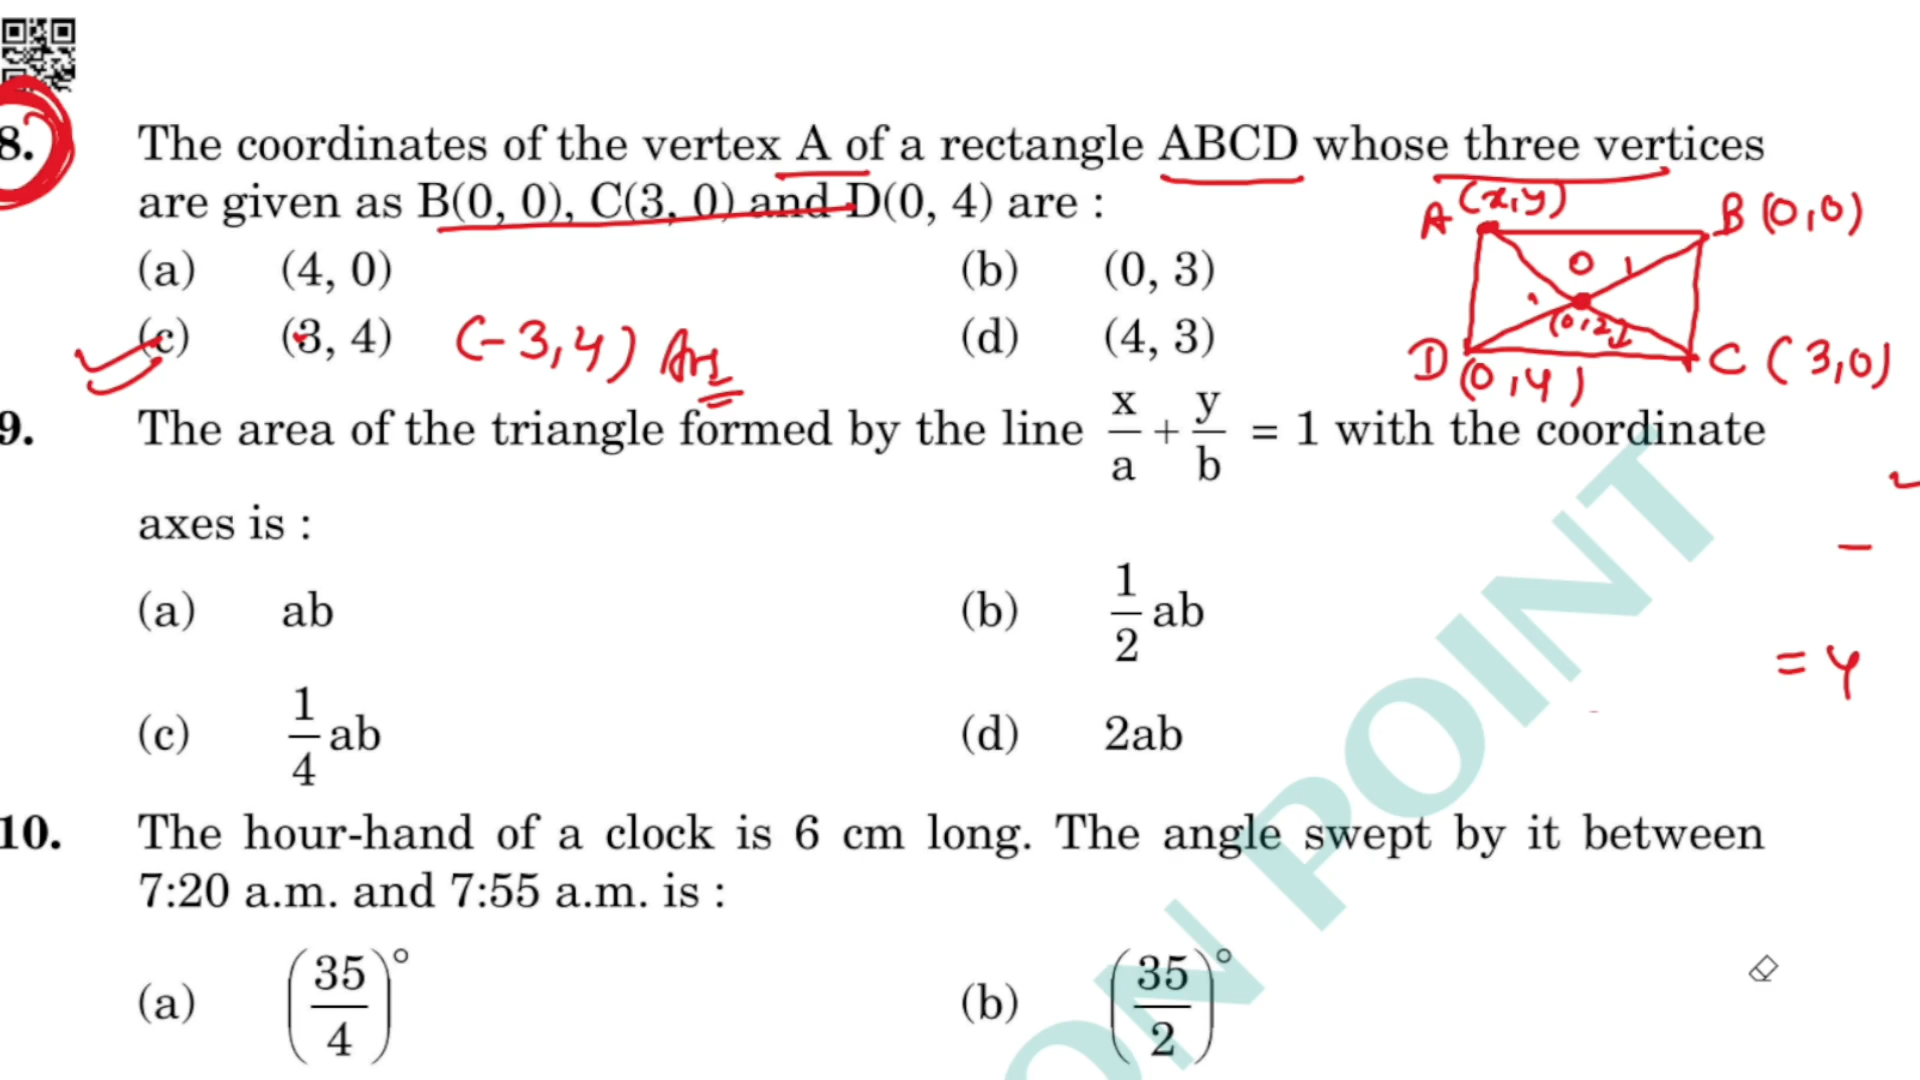 8. The coordinates of the vertex A of a rectangle ABCD whose three vertices
are given as B(0, 0), C(3, 0) and D(0, 4) are :
(a) (4, 0) (b) (0, 3)
(c) (3, 4) (-3,4) Ans (d) (4, 3)
A (x,y) B (0,0)
O
(0,2)
D (0,4) C (3,0)
9. The area of the triangle formed by the line x/a + y/b = 1 with the coordinate
axes is :
(a) ab (b) 1/2 ab
= y
(c) 1/4 ab (d) 2ab
10. The hour-hand of a clock is 6 cm long. The angle swept by it between
7:20 a.m. and 7:55 a.m. is :
(a) (35/4)° (b) (35/2)°
ON POINT